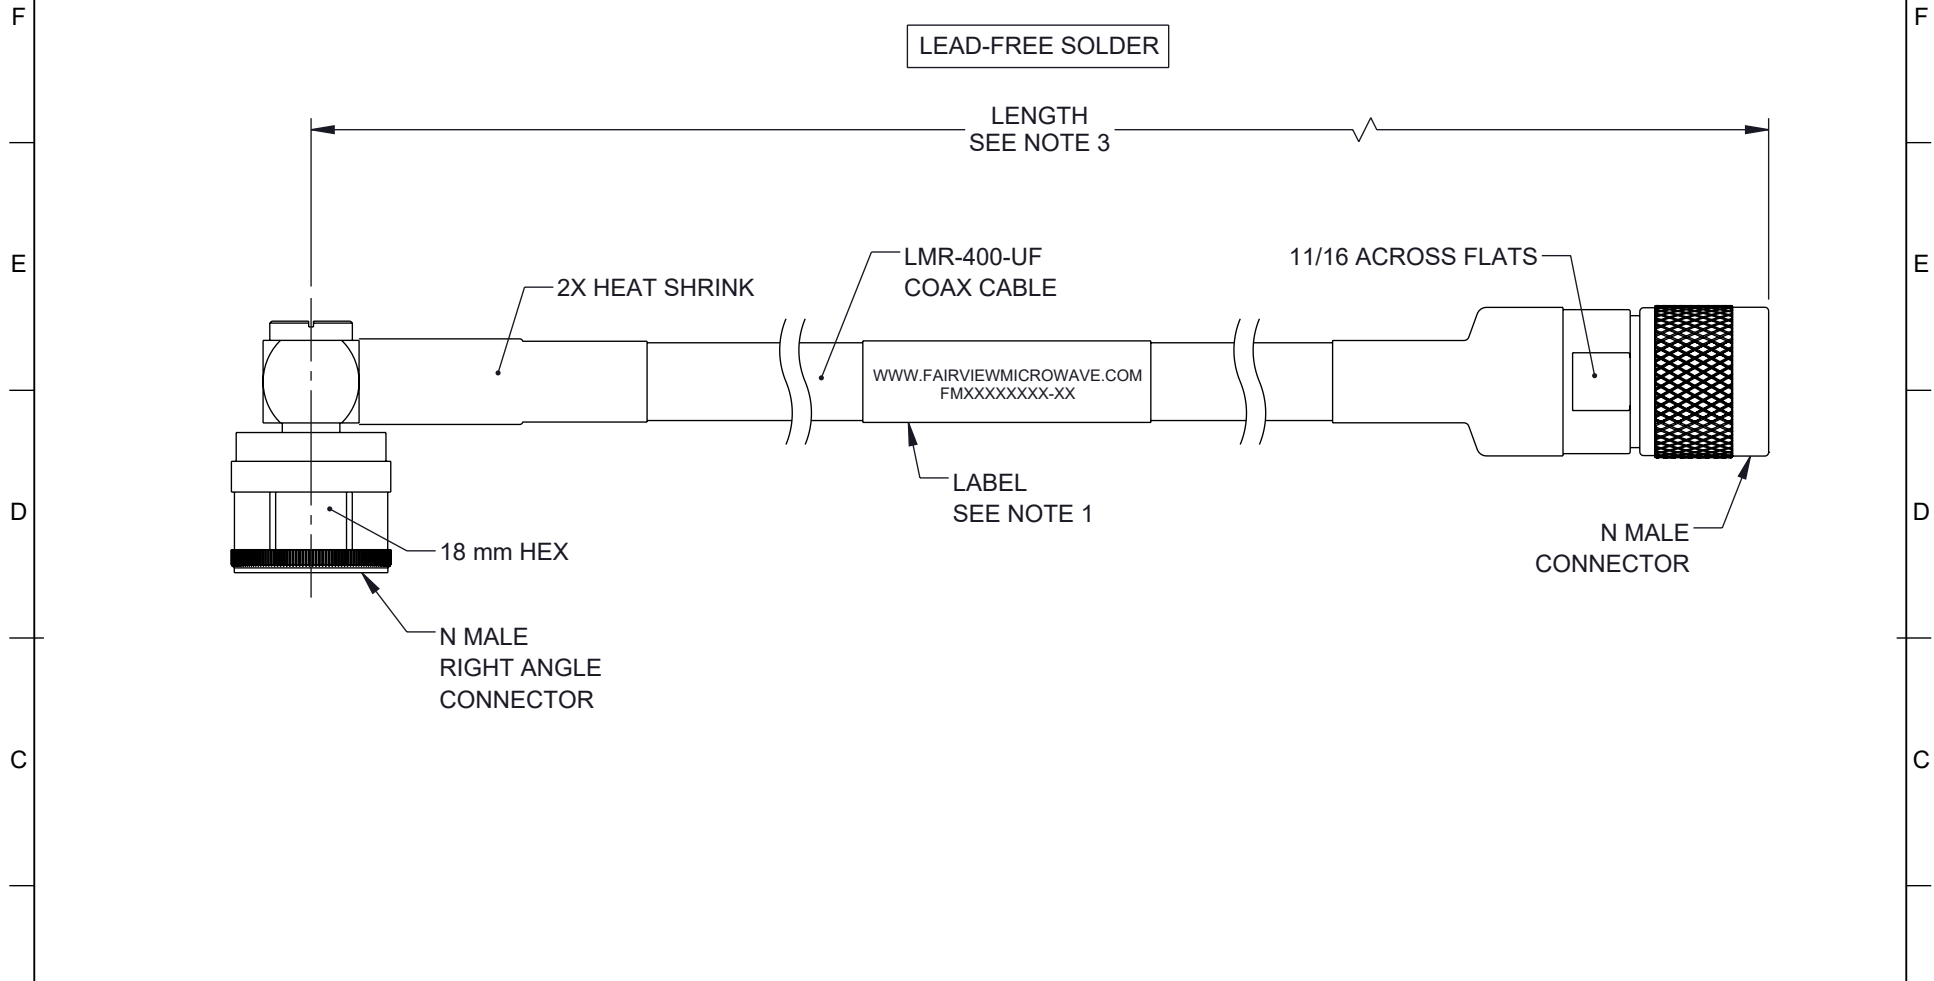 F
F
LEAD-FREE SOLDER
LENGTH
SEE NOTE 3
E
E
LMR-400-UF
COAX CABLE
11/16 ACROSS FLATS
2X HEAT SHRINK
WWW.FAIRVIEWMICROWAVE.COM
FMXXXXXXXX-XX
LABEL
SEE NOTE 1
D
D
N MALE
CONNECTOR
18 mm HEX
N MALE
RIGHT ANGLE
CONNECTOR
C
C